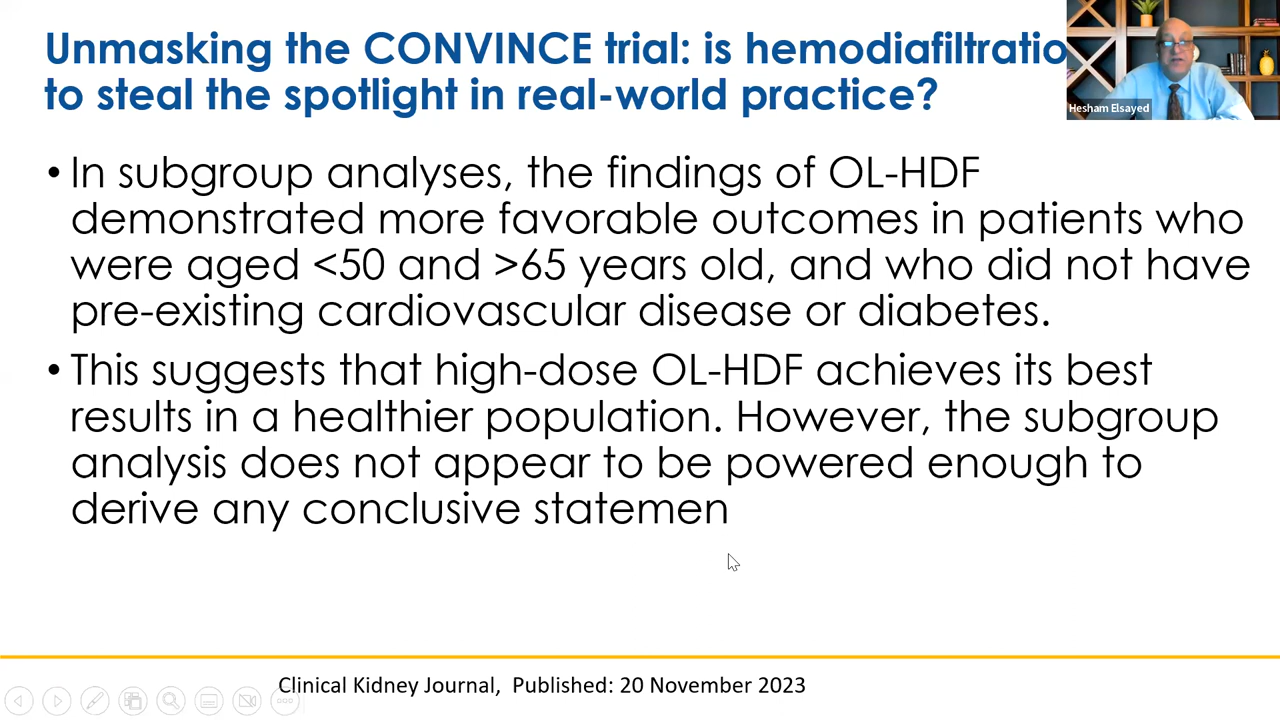 Unmasking the CONVINCE trial: is hemodiafiltratio
to steal the spotlight in real-world practice?
Hesham Elsayed
• In subgroup analyses, the findings of OL-HDF
demonstrated more favorable outcomes in patients who
were aged <50 and >65 years old, and who did not have
pre-existing cardiovascular disease or diabetes.
• This suggests that high-dose OL-HDF achieves its best
results in a healthier population. However, the subgroup
analysis does not appear to be powered enough to
derive any conclusive statemen
Clinical Kidney Journal, Published: 20 November 2023